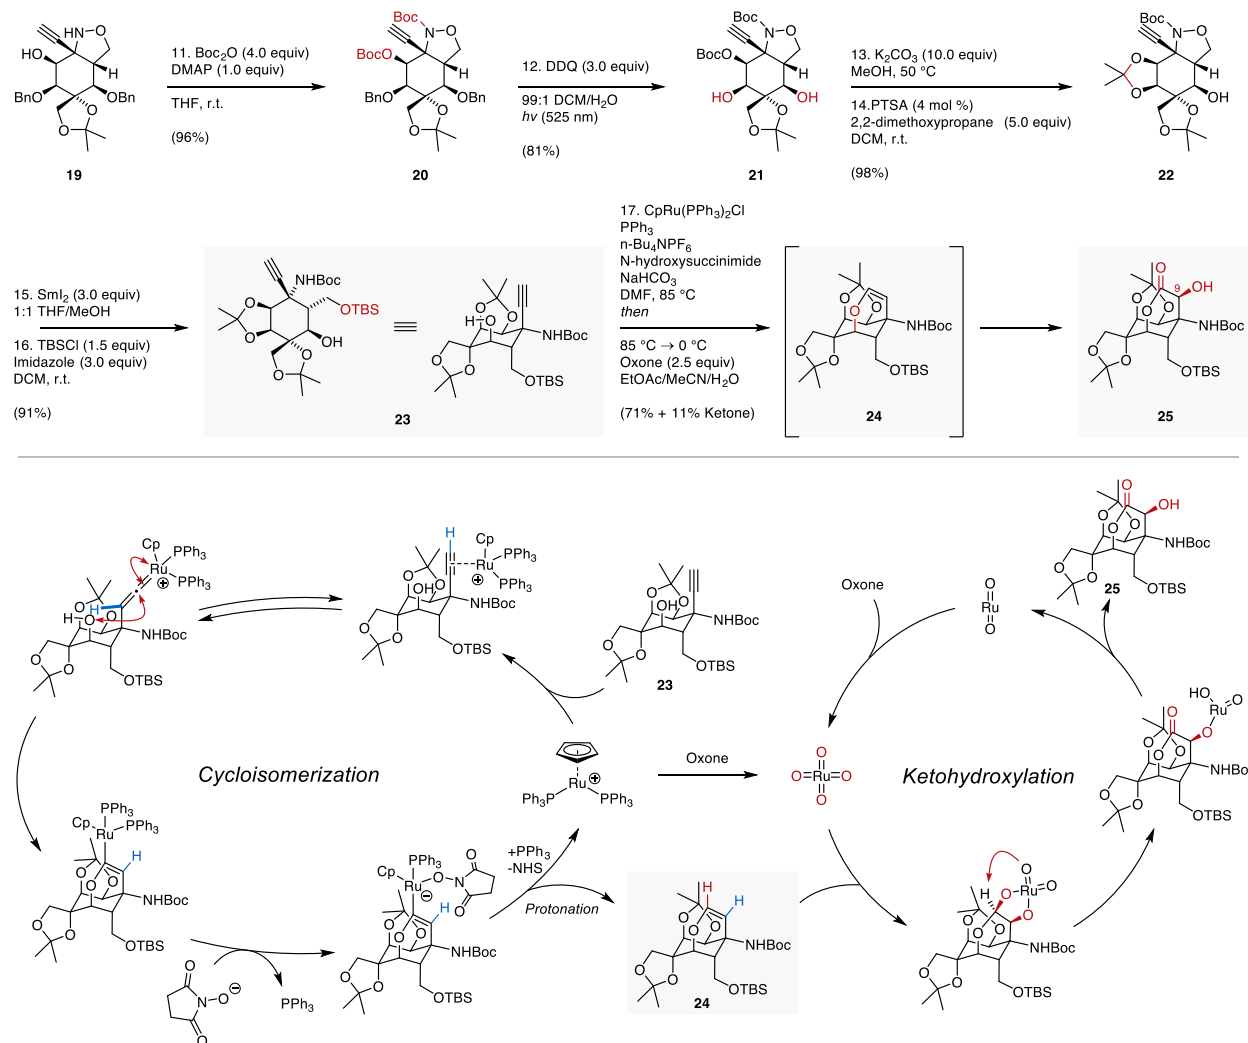 11. Boc2O (4.0 equiv)
DMAP (1.0 equiv)
THF, r.t.
(96%)
12. DDQ (3.0 equiv)
99:1 DCM/H2O
hv (525 nm)
(81%)
13. K2CO3 (10.0 equiv)
MeOH, 50 °C
14.PTSA (4 mol %)
2,2-dimethoxypropane (5.0 equiv)
DCM, r.t.
(98%)
HN O
HO
H
BnO OBn
O O
19
Boc
N O
BocO
H
BnO OBn
O O
20
Boc
N O
BocO
H
HO OH
O O
21
Boc
N O
O
O
H
OH
O O
22
15. SmI2 (3.0 equiv)
1:1 THF/MeOH
16. TBSCl (1.5 equiv)
Imidazole (3.0 equiv)
DCM, r.t.
(91%)
NHBoc
OTBS
O
O
OH
O O
O
O
HO
NHBoc
O
O
OTBS
23
17. CpRu(PPh3)2Cl
PPh3
n-Bu4NPF6
N-hydroxysuccinimide
NaHCO3
DMF, 85 °C
then
85 °C → 0 °C
Oxone (2.5 equiv)
EtOAc/MeCN/H2O
(71% + 11% Ketone)
O
O
O
NHBoc
O
O
OTBS
24
O
9
OH
O
O
O
NHBoc
O
O
OTBS
25
Cp
Ru
PPh3
⊕
PPh3
O
H
H
O
O
NHBoc
O
O
OTBS
H
Cp
Ru
PPh3
PPh3
⊕
O
OH
O
NHBoc
O
O
OTBS
O
OH
O
NHBoc
O
O
OTBS
23
Oxone
O
Ru
O
O
OH
O
O
O
NHBoc
O
O
OTBS
25
HO
Ru
O
O
O
O
O
O
NHBo
O
O
OTBS
Cycloisomerization
Ru
⊕
Ph3P PPh3
Oxone
O
O Ru O
O
Ketohydroxylation
PPh3
Cp
PPh3
Ru
H
O
O
O
NHBoc
O
O
OTBS
O
N O
⊖
O
PPh3
PPh3
Cp
Ru
⊖
O N
O
O
H
O
O
O
NHBoc
O
O
OTBS
+PPh3
-NHS
Protonation
H
H
O
O
O
NHBoc
O
O
OTBS
24
O
Ru
O
O
O
H
O
O
O
NHBoc
O
O
OTBS